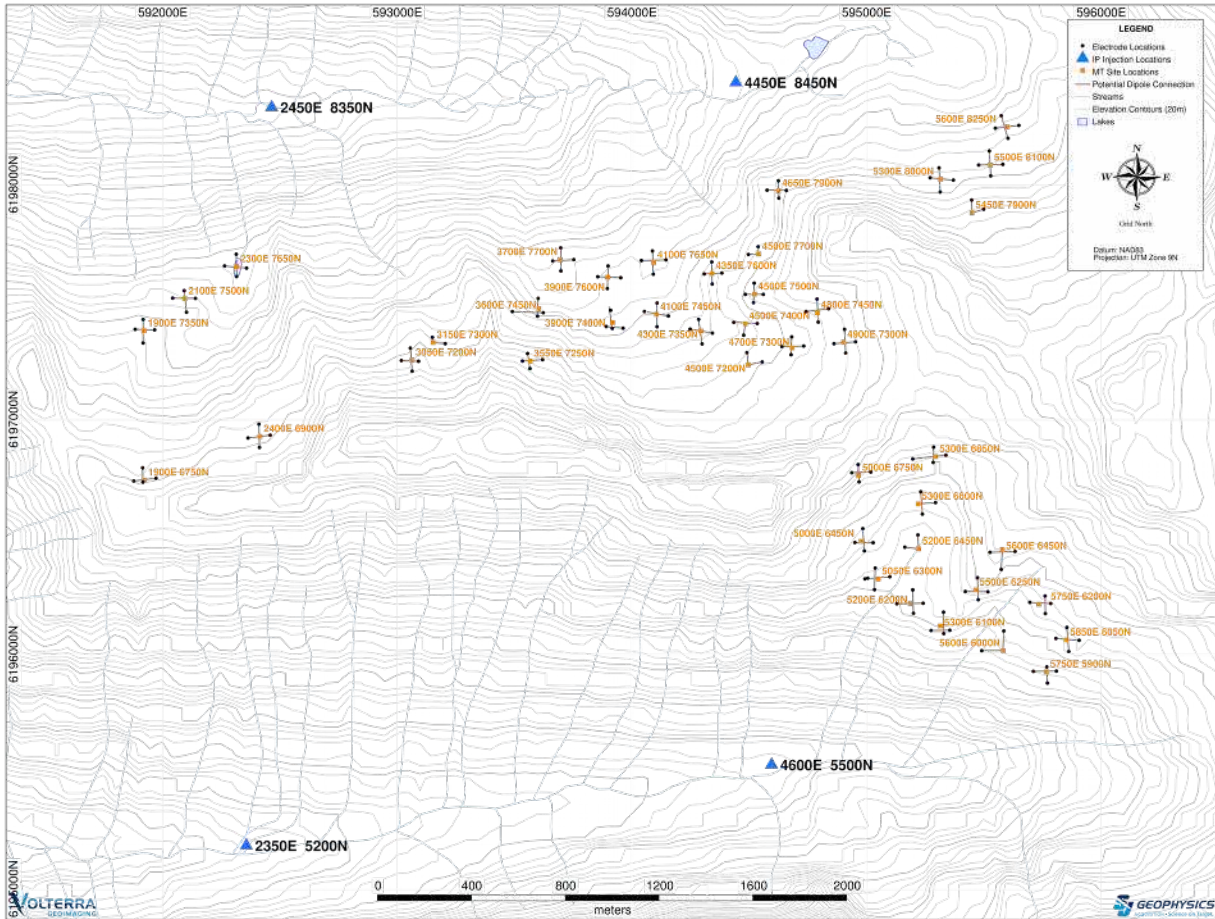 592000E 593000E 594000E 595000E 596000E
LEGEND
Electrode Locations
IP Injection Locations
MT Site Locations
Potential Dipole Connection
Streams
Elevation Contours (20m)
Lakes
N
W E
S
Grid North
Datum: NAD83
Projection: UTM Zone 9N
4450E 8450N
2450E 8350N
5600E 8250N
5500E 8100N
5300E 8000N
4650E 7900N
5450E 7900N
6198000N
3700E 7700N
4100E 7650N
4500E 7700N
2300E 7650N
4350E 7600N
3900E 7600N
2100E 7500N
4500E 7500N
3600E 7450N
4100E 7450N
4800E 7450N
1900E 7350N
3900E 7400N
4300E 7350N
4500E 7400N
3150E 7300N
4700E 7300N
4900E 7300N
3050E 7200N
3550E 7250N
4500E 7200N
6197000N
2400E 6900N
5300E 6850N
1900E 6750N
5000E 6750N
5300E 6600N
5000E 6450N
5200E 6450N
5600E 6450N
5050E 6300N
5500E 6250N
5200E 6200N
5750E 6200N
5300E 6100N
5600E 6000N
5850E 6050N
5750E 5900N
6196000N
4600E 5500N
2350E 5200N
6195000N
0 400 800 1200 1600 2000
meters
VOLTERRA
GEOIMAGING
GEOPHYSICS